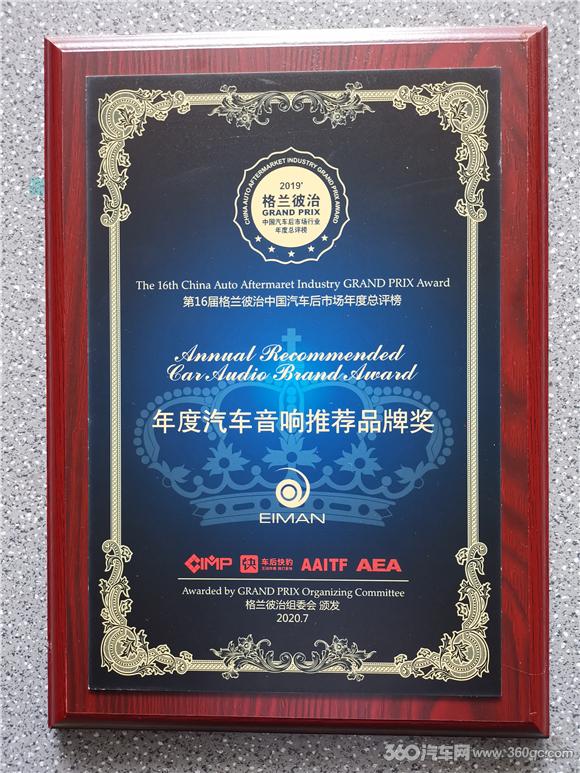 CHINA AUTO AFTERMARKET INDUSTRY GRAND PRIX AWARD
2019'
格兰彼治
GRAND PRIX
中国汽车后市场行业
年度总评榜
The 16th China Auto Aftermaret Industry GRAND PRIX Award
第16届格兰彼治中国汽车后市场年度总评榜
Annual Recommended
Car Audio Brand Award
年度汽车音响推荐品牌奖
EIMAN
CIMP 快 车后快约 AAITF AEA
Awarded by GRAND PRIX Organizing Committee
格兰彼治组委会 颁发
2020.7
360汽车网 www.360qc.com